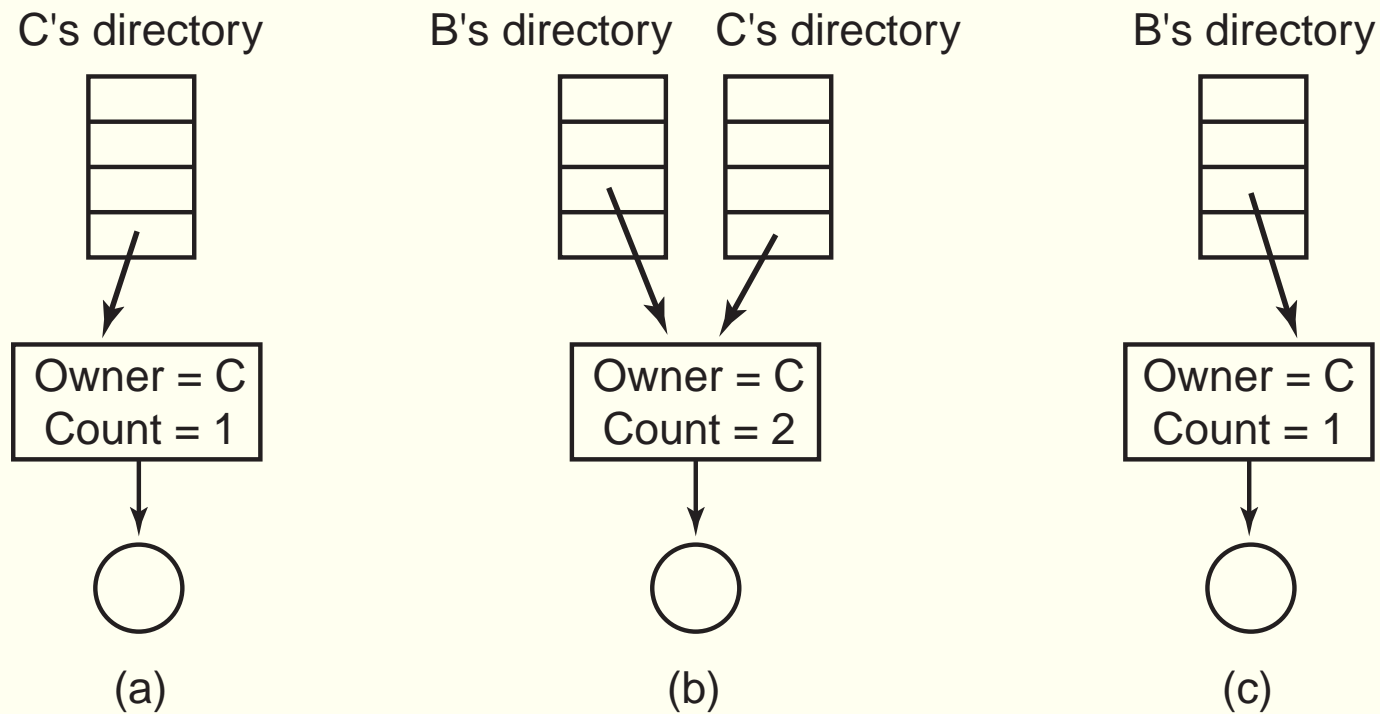 C's directory
B's directory C's directory
B's directory
Owner = C
Count = 1
Owner = C
Count = 2
Owner = C
Count = 1
(a)
(b)
(c)